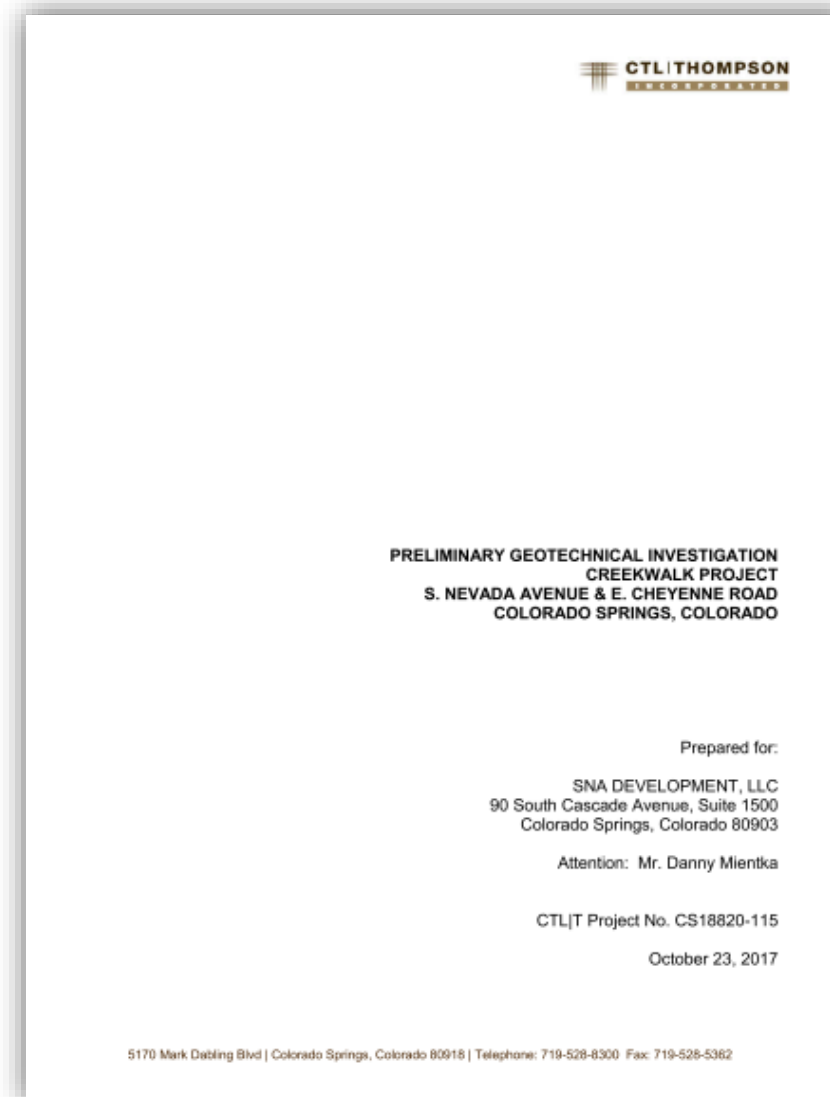 CTL|THOMPSON
INCORPORATED
PRELIMINARY GEOTECHNICAL INVESTIGATION
CREEKWALK PROJECT
S. NEVADA AVENUE & E. CHEYENNE ROAD
COLORADO SPRINGS, COLORADO
Prepared for:
SNA DEVELOPMENT, LLC
90 South Cascade Avenue, Suite 1500
Colorado Springs, Colorado 80903
Attention: Mr. Danny Mientka
CTL|T Project No. CS18820-115
October 23, 2017
5170 Mark Dabling Blvd | Colorado Springs, Colorado 80918 | Telephone: 719-528-8300 Fax: 719-528-5362